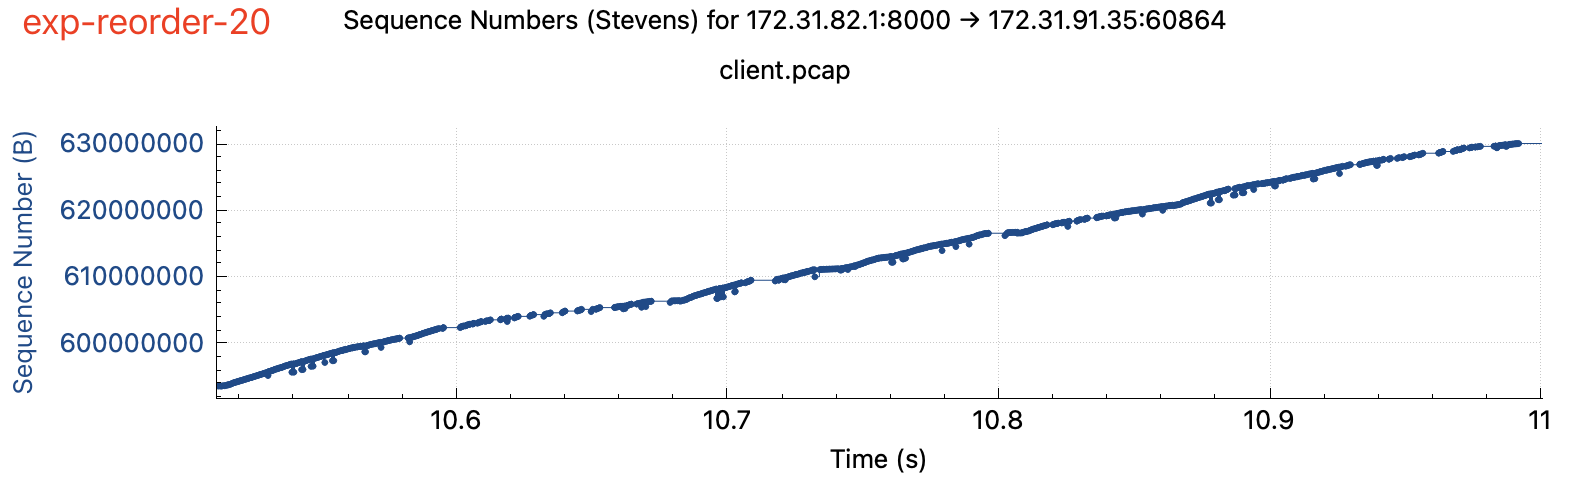 exp-reorder-20
Sequence Numbers (Stevens) for 172.31.82.1:8000 → 172.31.91.35:60864
client.pcap
Sequence Number (B)
630000000
620000000
610000000
600000000
10.6
10.7
10.8
10.9
11
Time (s)